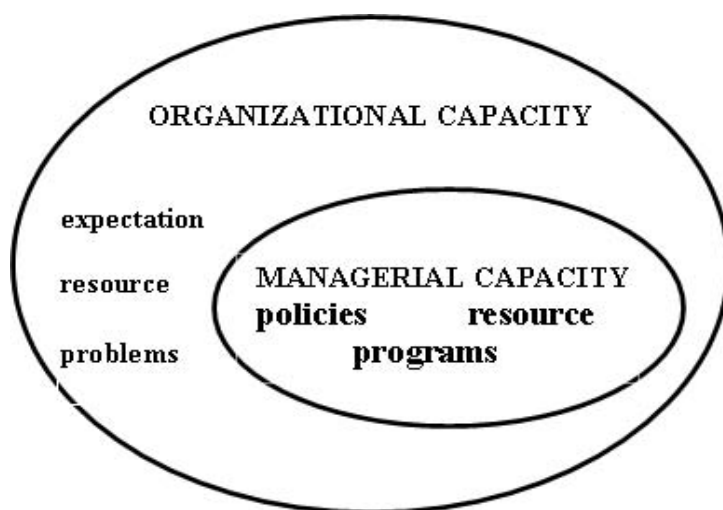 ORGANIZATIONAL CAPACITY
expectation
resource
problems
MANAGERIAL CAPACITY
policies resource
programs